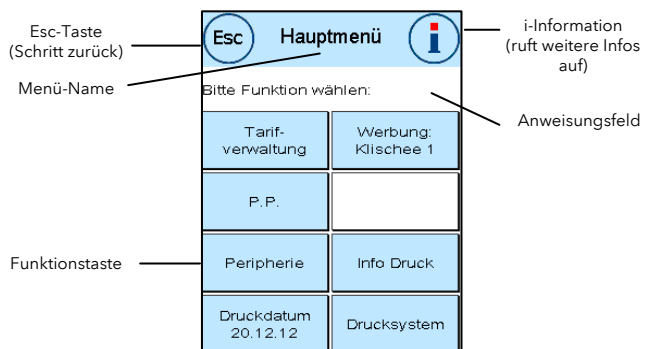 Esc-Taste
(Schritt zurück)
Menü-Name
Funktionstaste
Esc
Hauptmenü
i
Bitte Funktion wählen:
Tarif-
verwaltung
Werbung:
Klischee 1
P.P.
Peripherie
Info Druck
Druckdatum
20.12.12
Drucksystem
i-Information
(ruft weitere Infos
auf)
Anweisungsfeld